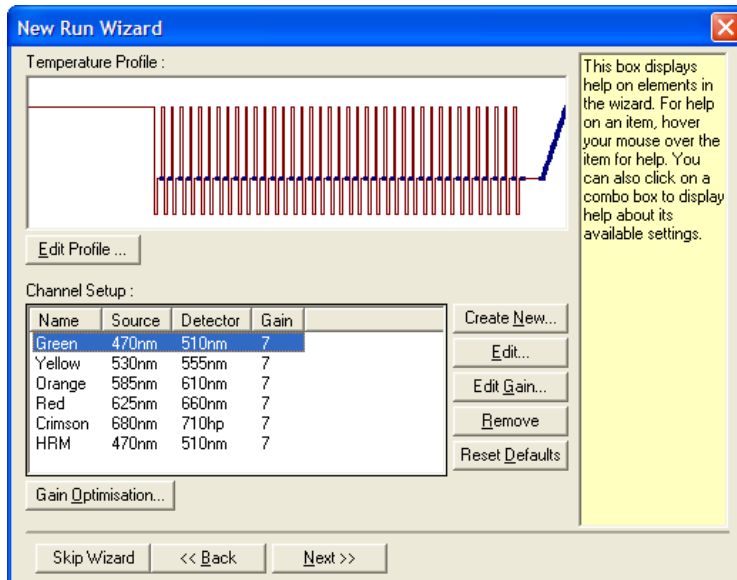 New Run Wizard
Temperature Profile :
Edit Profile ...
Channel Setup :
Name Source Detector Gain
Green 470nm 510nm 7
Yellow 530nm 555nm 7
Orange 585nm 610nm 7
Red 625nm 660nm 7
Crimson 680nm 710hp 7
HRM 470nm 510nm 7
Create New...
Edit...
Edit Gain...
Remove
Reset Defaults
Gain Optimisation...
This box displays
help on elements in
the wizard. For help
on an item, hover
your mouse over the
item for help. You
can also click on a
combo box to display
help about its
available settings.
Skip Wizard << Back Next >>